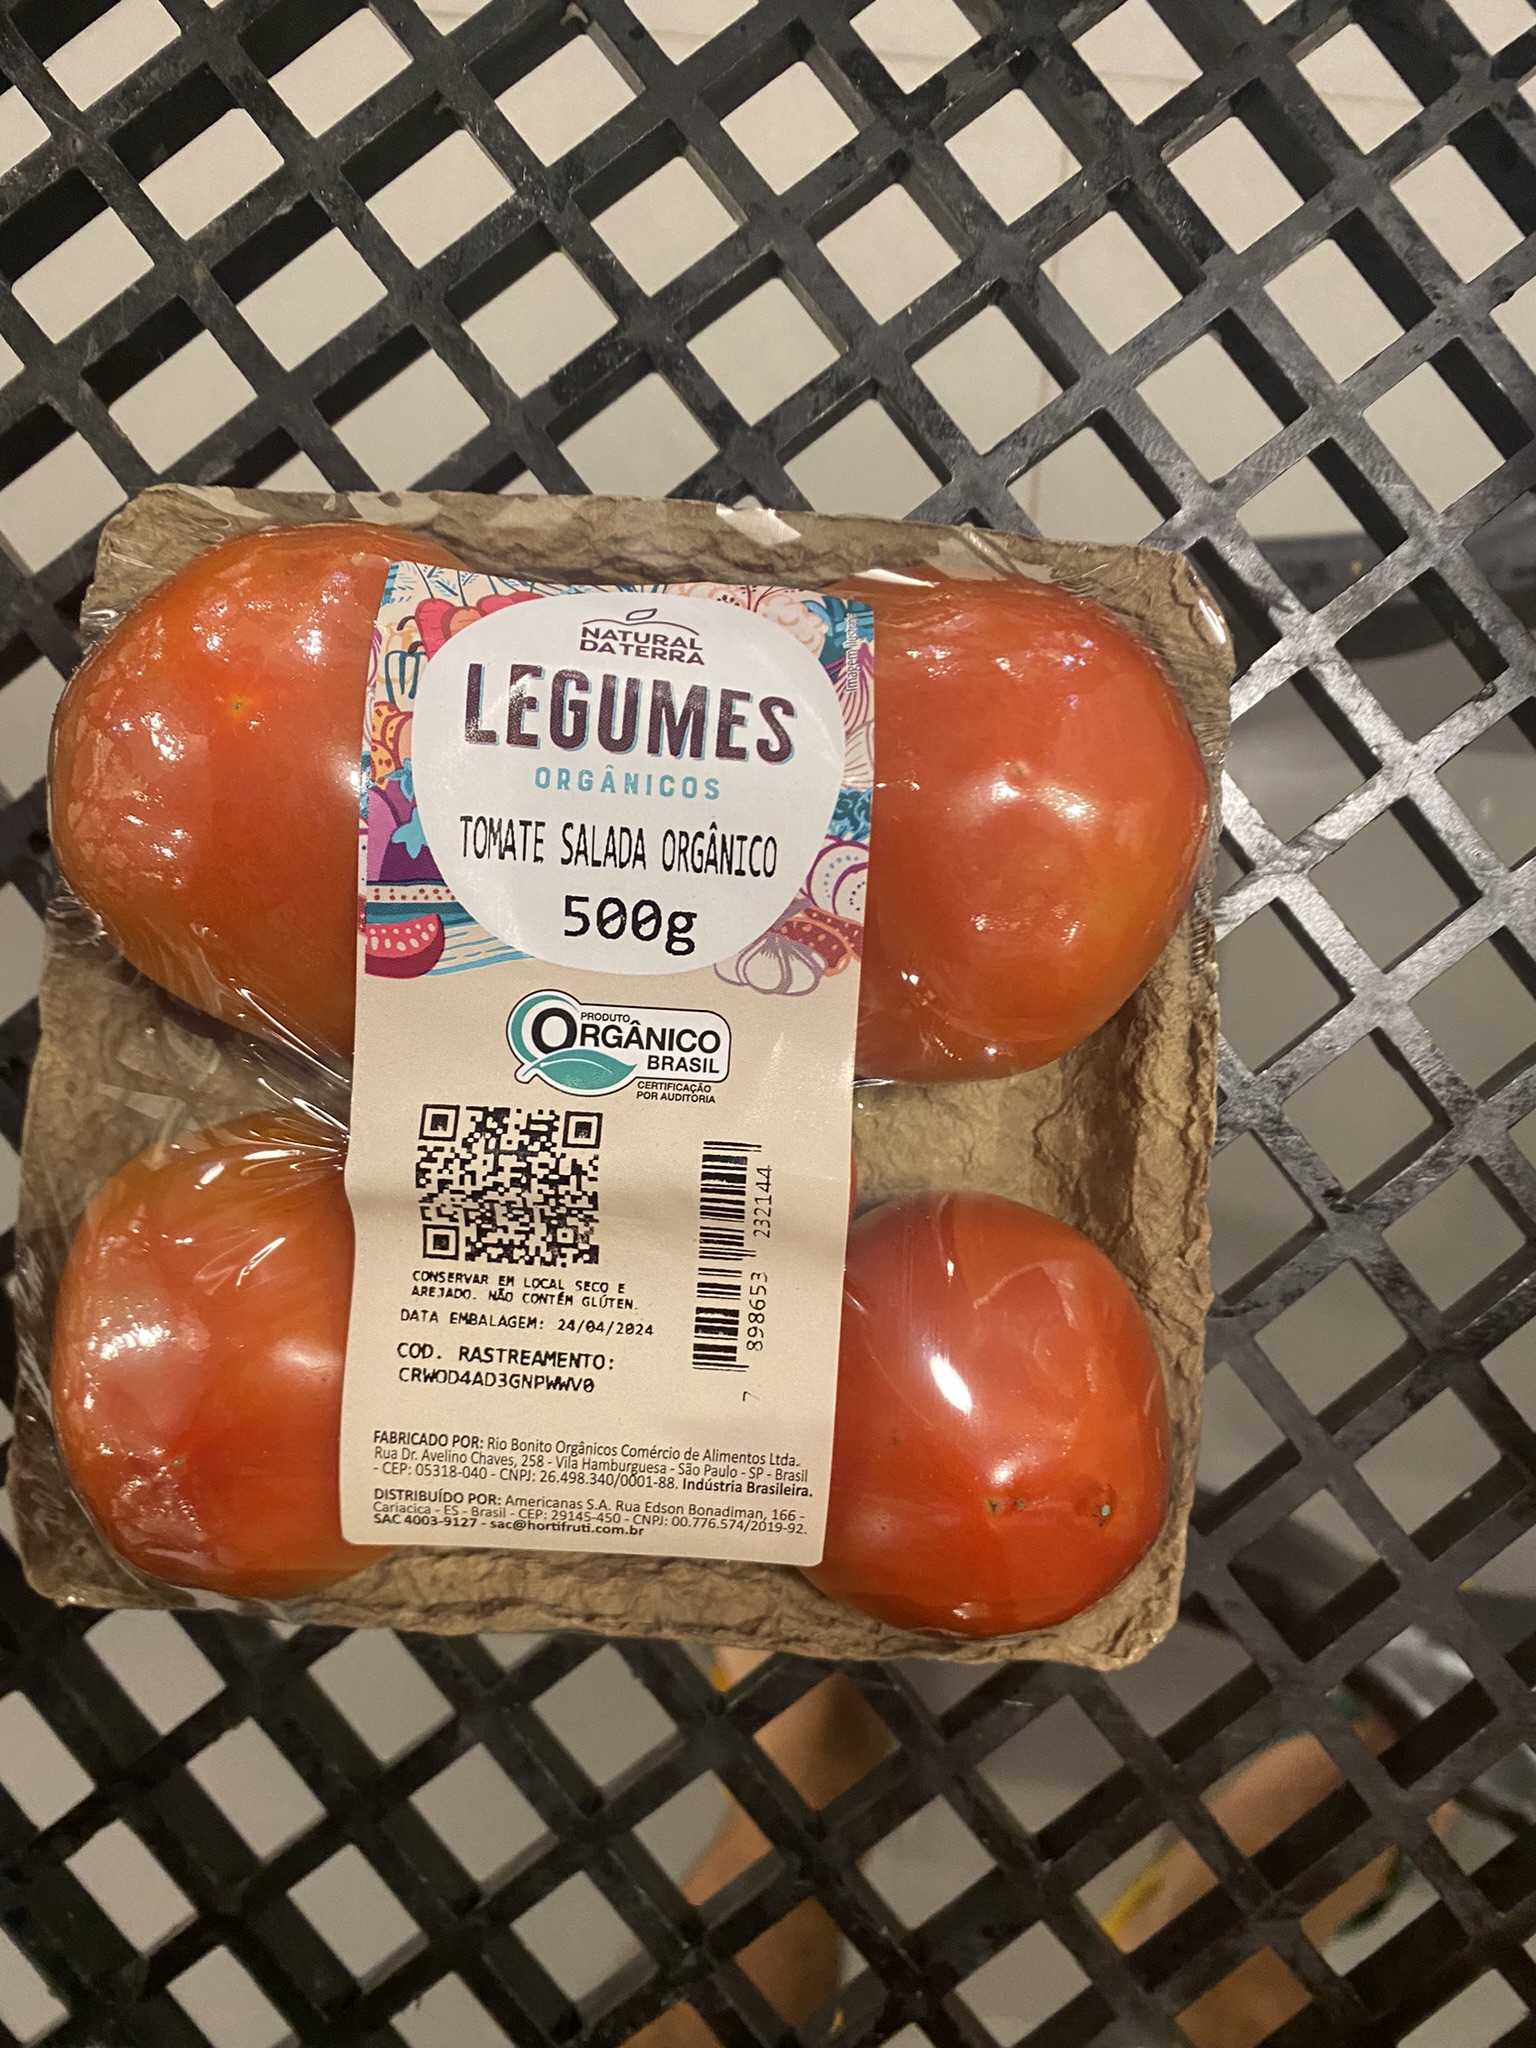 NATURAL
DA TERRA
LEGUMES
ORGÂNICOS
TOMATE SALADA ORGÂNICO
500g
Imagem Ilustrativa
PRODUTO
ORGÂNICO
BRASIL
CERTIFICAÇÃO
POR AUDITORIA
CONSERVAR EM LOCAL SECO E
AREJADO. NÃO CONTÉM GLÚTEN.
DATA EMBALAGEM: 24/04/2024
COD. RASTREAMENTO:
CRWOD4AD3GNPWWV0
7 898653 232144
FABRICADO POR: Rio Bonito Orgânicos Comércio de Alimentos Ltda.
Rua Dr. Avelino Chaves, 258 - Vila Hamburguesa - São Paulo - SP - Brasil
- CEP: 05318-040 - CNPJ: 26.498.340/0001-88. Indústria Brasileira.
DISTRIBUÍDO POR: Americanas S.A. Rua Edson Bonadiman, 166 -
Cariacica - ES - Brasil - CEP: 29145-450 - CNPJ: 00.776.574/2019-92.
SAC 4003-9127 - sac@hortifruti.com.br